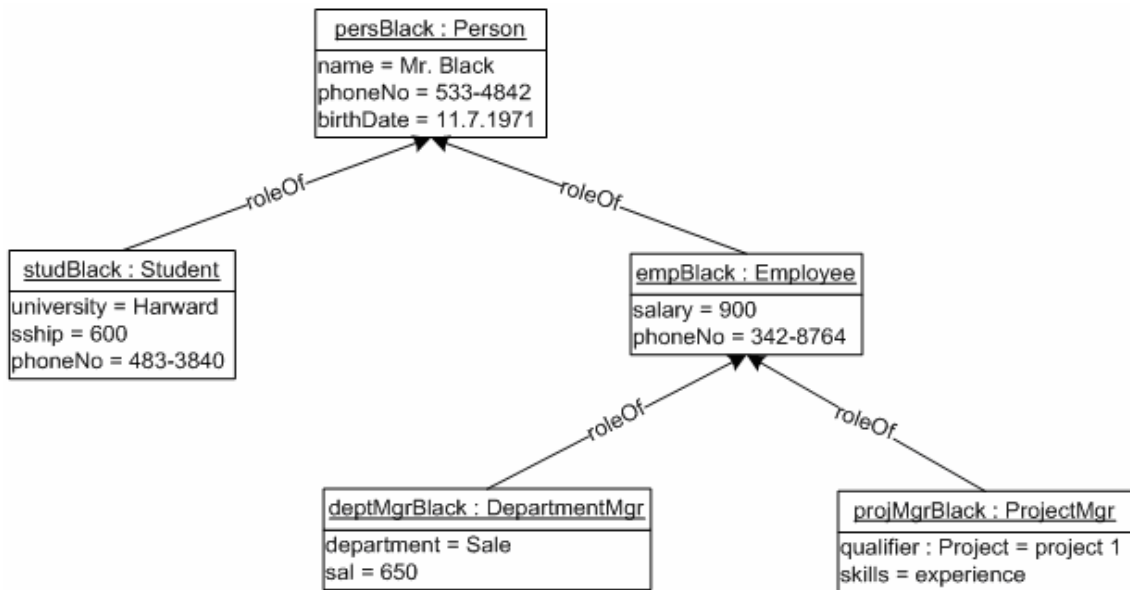 persBlack : Person
name = Mr. Black
phoneNo = 533-4842
birthDate = 11.7.1971
roleOf
roleOf
studBlack : Student
university = Harward
sship = 600
phoneNo = 483-3840
empBlack : Employee
salary = 900
phoneNo = 342-8764
roleOf
roleOf
deptMgrBlack : DepartmentMgr
department = Sale
sal = 650
projMgrBlack : ProjectMgr
qualifier : Project = project 1
skills = experience